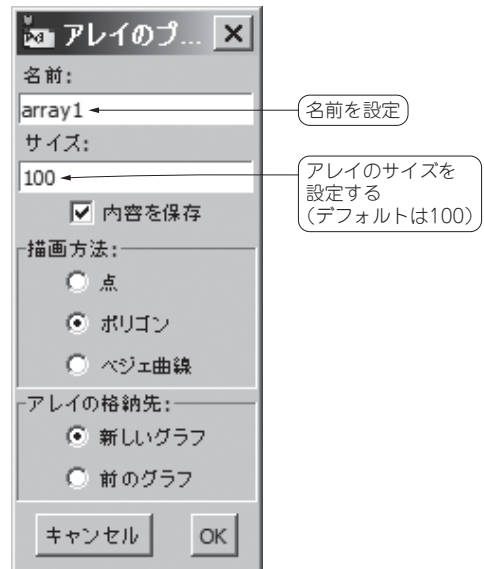 アレイのプ...
名前:
array1
名前を設定
サイズ:
100
アレイのサイズを
設定する
(デフォルトは100)
内容を保存
描画方法:
点
ポリゴン
ベジェ曲線
アレイの格納先:
新しいグラフ
前のグラフ
キャンセル
OK